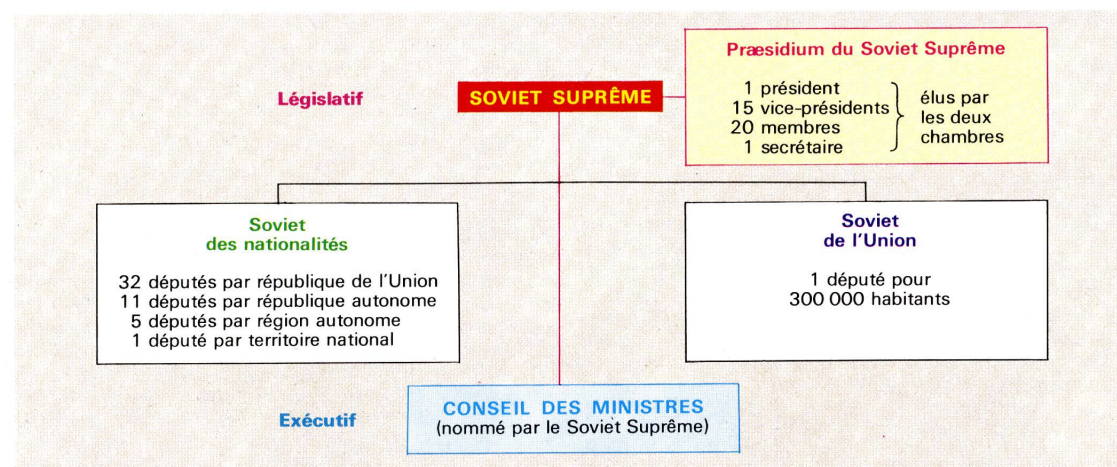 Législatif
SOVIET SUPRÊME
Præsidium du Soviet Suprême
1 président
15 vice-présidents
20 membres
1 secrétaire
élus par
les deux
chambres
Soviet
des nationalités
32 députés par république de l'Union
11 députés par république autonome
5 députés par région autonome
1 député par territoire national
Soviet
de l'Union
1 député pour
300 000 habitants
Exécutif
CONSEIL DES MINISTRES
(nommé par le Soviet Suprême)